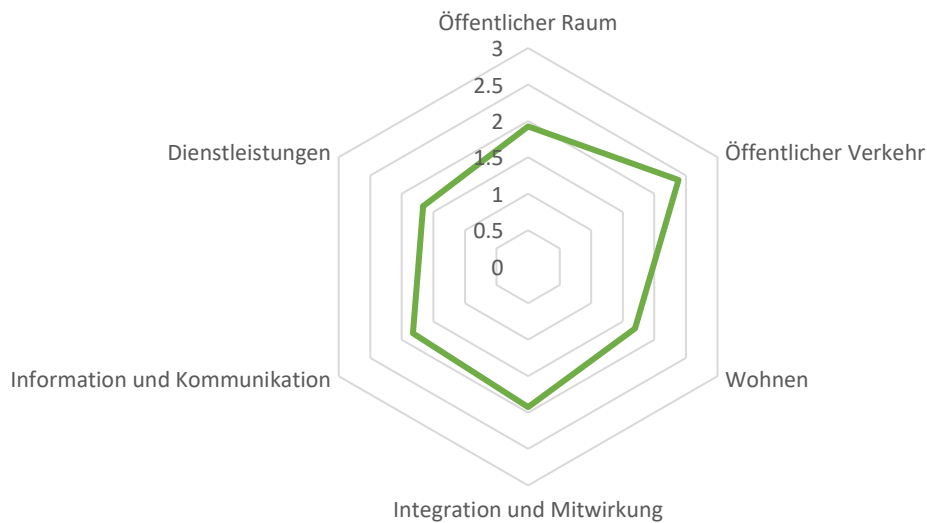 Öffentlicher Raum
3
2.5
Dienstleistungen
2
Öffentlicher Verkehr
1.5
1
0.5
0
Information und Kommunikation
Wohnen
Integration und Mitwirkung